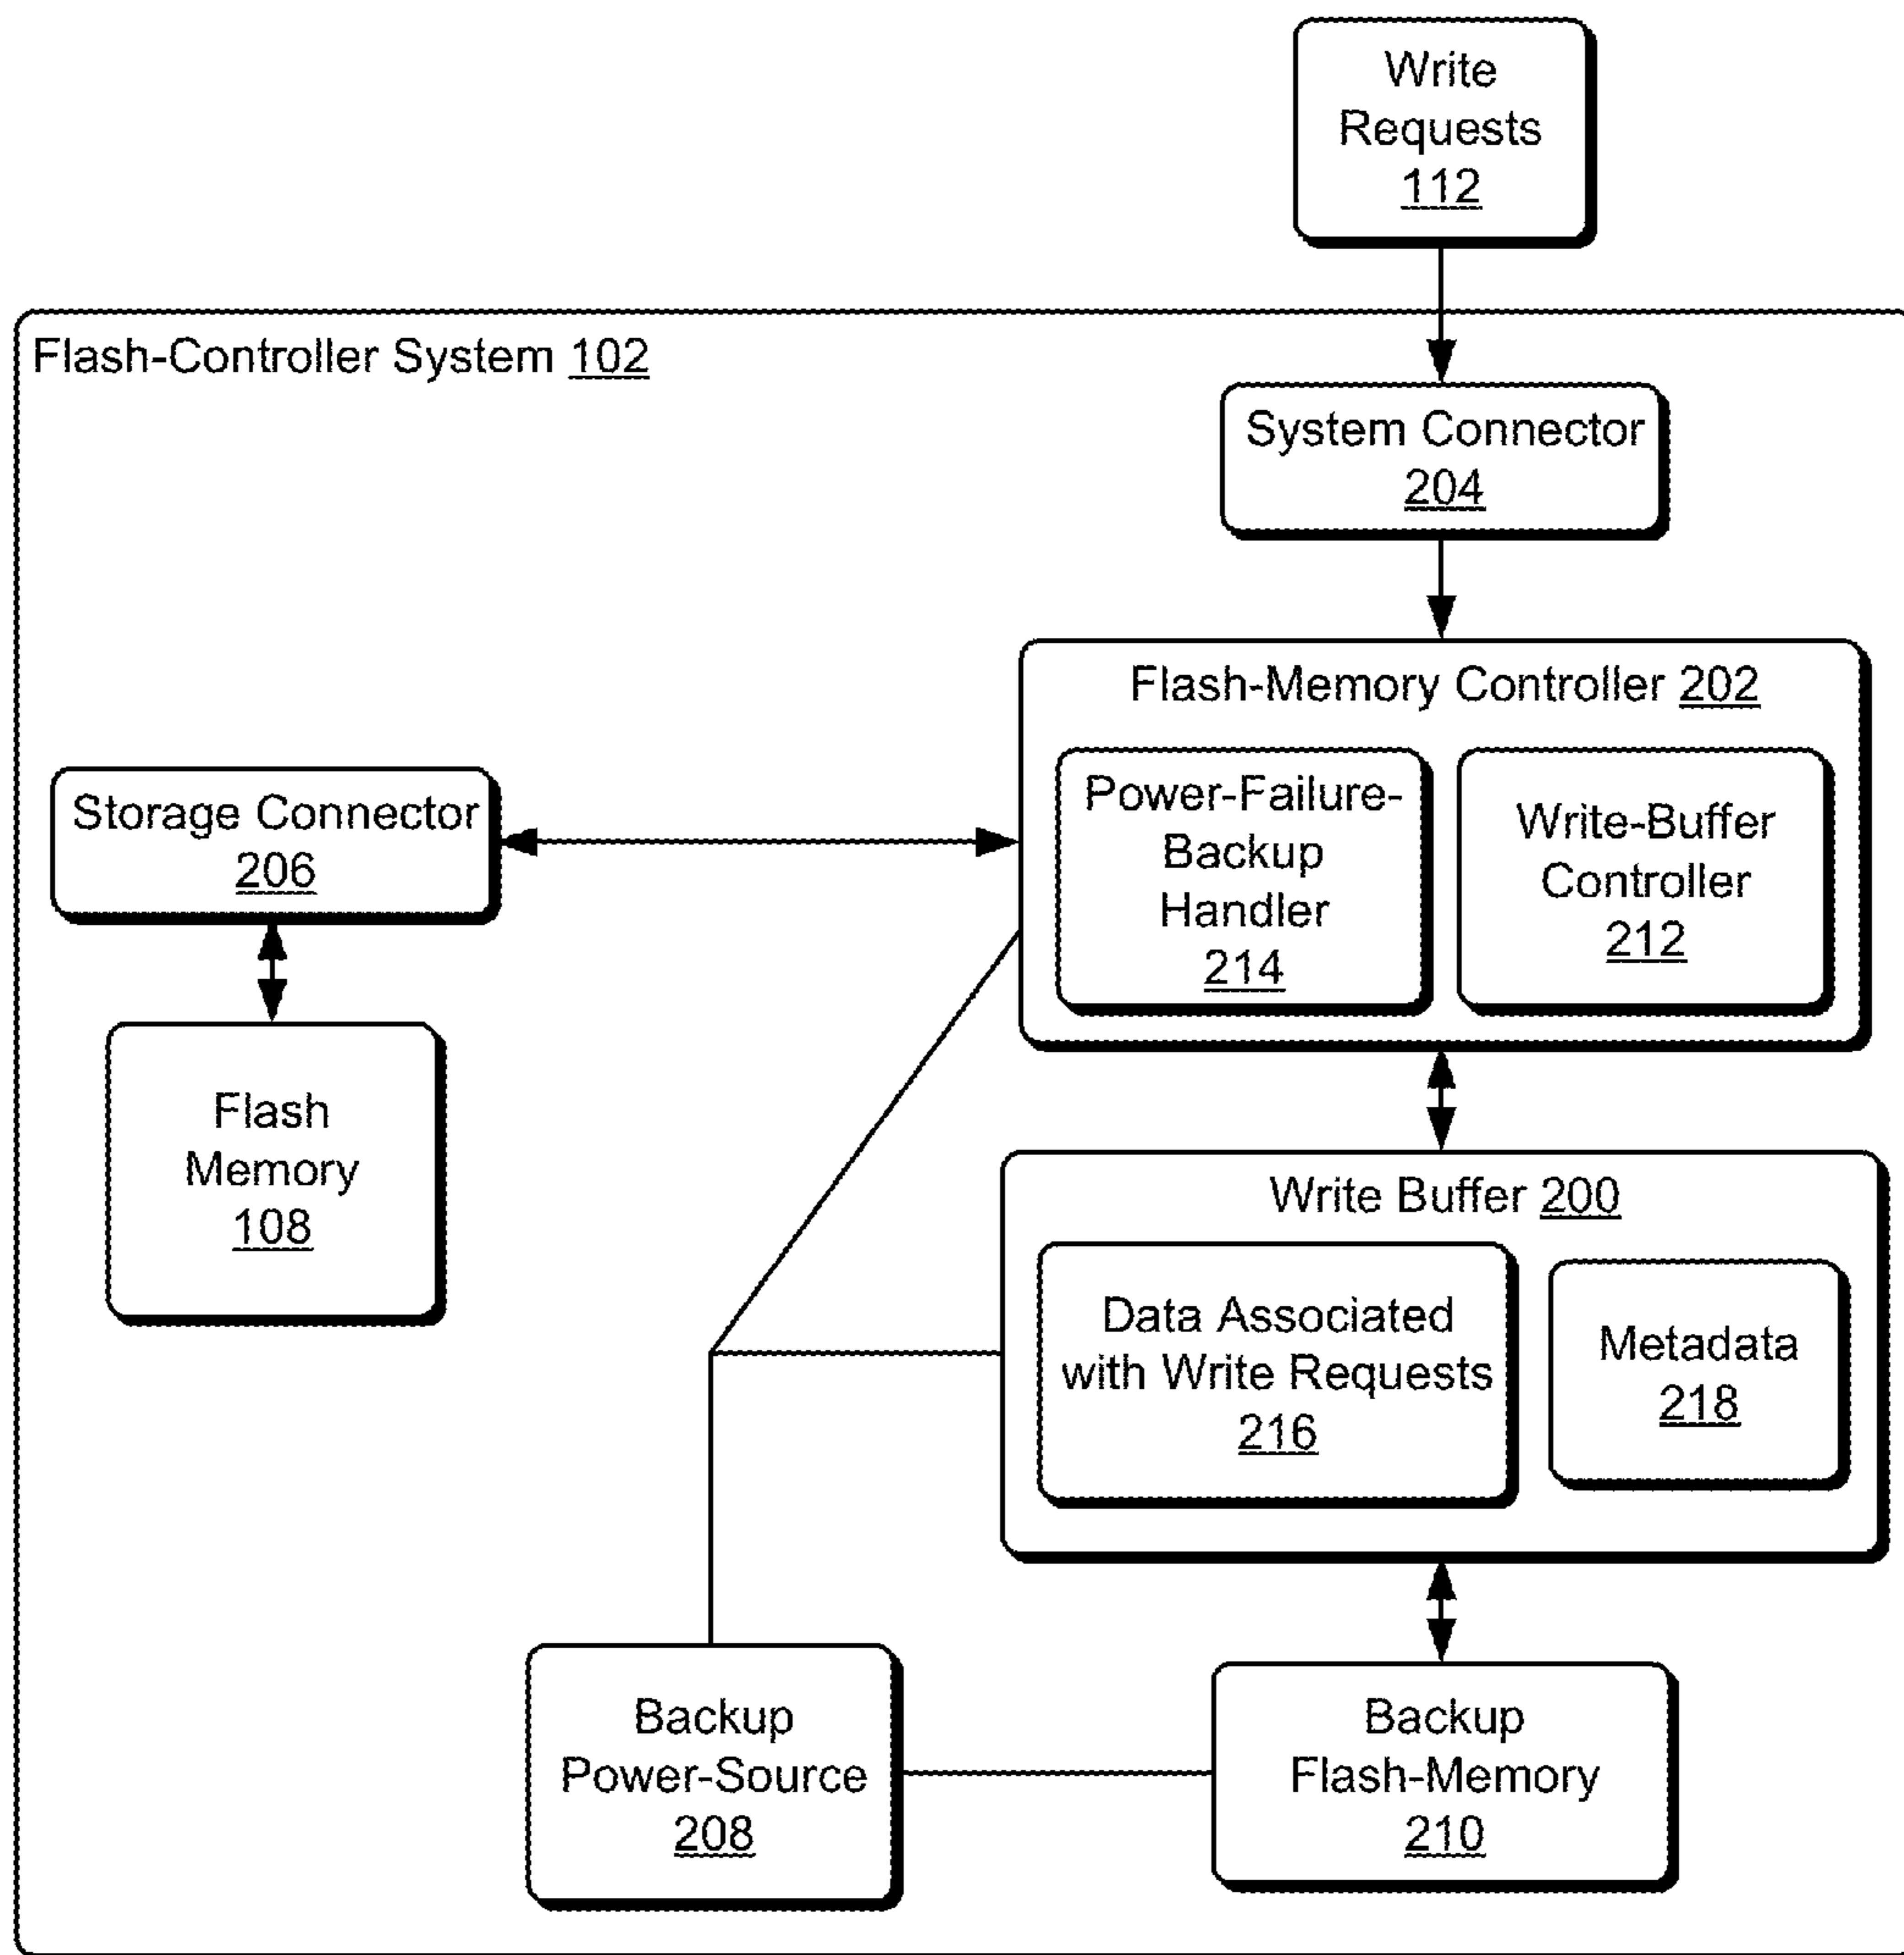 Write
Requests
112
Flash-Controller System 102
System Connector
204
Flash-Memory Controller 202
Power-Failure-
Backup
Handler
214
Write-Buffer
Controller
212
Storage Connector
206
Flash
Memory
108
Write Buffer 200
Data Associated
with Write Requests
216
Metadata
218
Backup
Power-Source
208
Backup
Flash-Memory
210